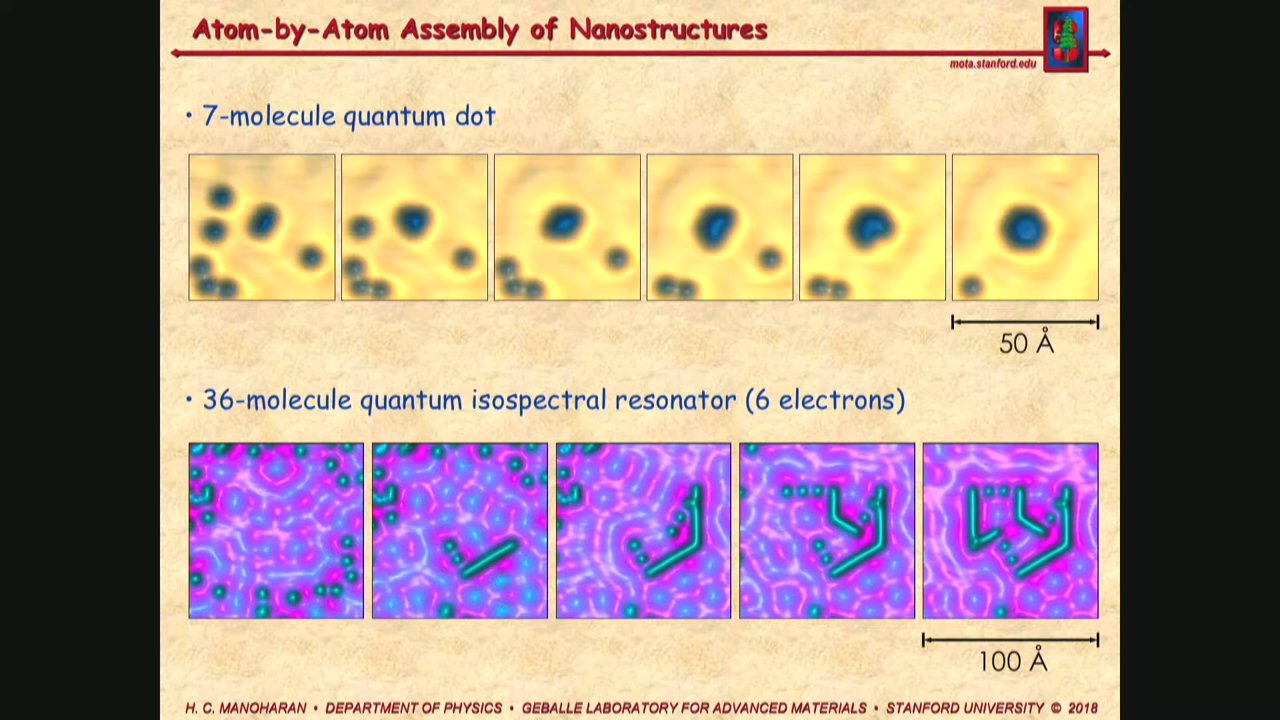 Atom-by-Atom Assembly of Nanostructures
mota.stanford.edu
• 7-molecule quantum dot
50 Å
• 36-molecule quantum isospectral resonator (6 electrons)
100 Å
H. C. MANOHARAN • DEPARTMENT OF PHYSICS • GEBALLE LABORATORY FOR ADVANCED MATERIALS • STANFORD UNIVERSITY © 2018